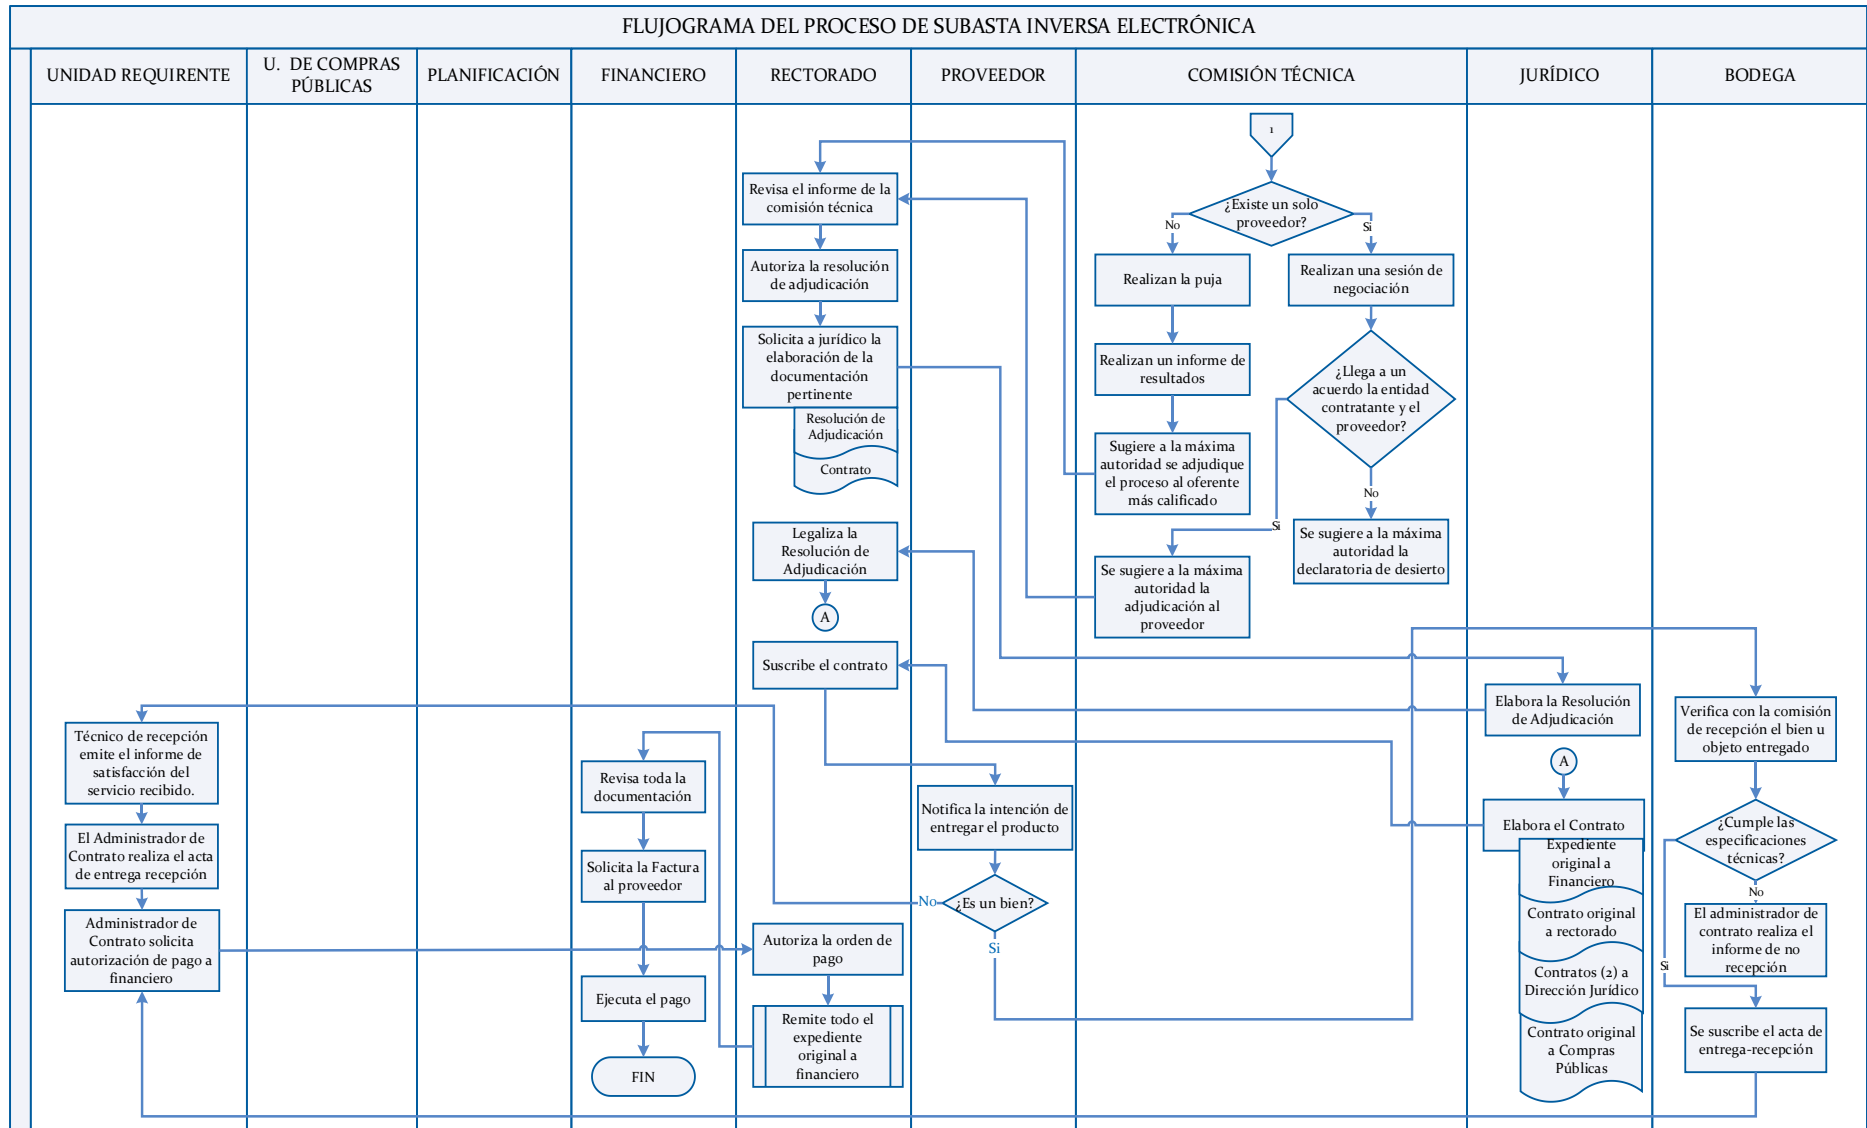 FLUJOGRAMA DEL PROCESO DE SUBASTA INVERSA ELECTRÓNICA
UNIDAD REQUIRENTE
U. DE COMPRAS
PÚBLICAS
PLANIFICACIÓN
FINANCIERO
RECTORADO
PROVEEDOR
COMISIÓN TÉCNICA
JURÍDICO
BODEGA
1
¿Existe un solo
proveedor?
No
Si
Realizan la puja
Realizan una sesión de
negociación
Realizan un informe de
resultados
¿Llega a un
acuerdo la entidad
contratante y el
proveedor?
Sugiere a la máxima
autoridad se adjudique
el proceso al oferente
más calificado
No
Si
Se sugiere a la máxima
autoridad la
declaratoria de desierto
Se sugiere a la máxima
autoridad la
adjudicación al
proveedor
Revisa el informe de la
comisión técnica
Autoriza la resolución
de adjudicación
Solicita a jurídico la
elaboración de la
documentación
pertinente
Resolución de
Adjudicación
Contrato
Legaliza la
Resolución de
Adjudicación
A
Suscribe el contrato
Elabora la Resolución
de Adjudicación
A
Elabora el Contrato
Expediente
original a
Financiero
Contrato original
a rectorado
Contratos (2) a
Dirección Jurídico
Contrato original
a Compras
Públicas
Notifica la intención de
entregar el producto
¿Es un bien?
No
Si
Verifica con la comisión
de recepción el bien u
objeto entregado
¿Cumple las
especificaciones
técnicas?
No
Si
El administrador de
contrato realiza el
informe de no
recepción
Se suscribe el acta de
entrega-recepción
Técnico de recepción
emite el informe de
satisfacción del
servicio recibido.
El Administrador de
Contrato realiza el acta
de entrega recepción
Administrador de
Contrato solicita
autorización de pago a
financiero
Autoriza la orden de
pago
Remite todo el
expediente
original a
financiero
Revisa toda la
documentación
Solicita la Factura
al proveedor
Ejecuta el pago
FIN